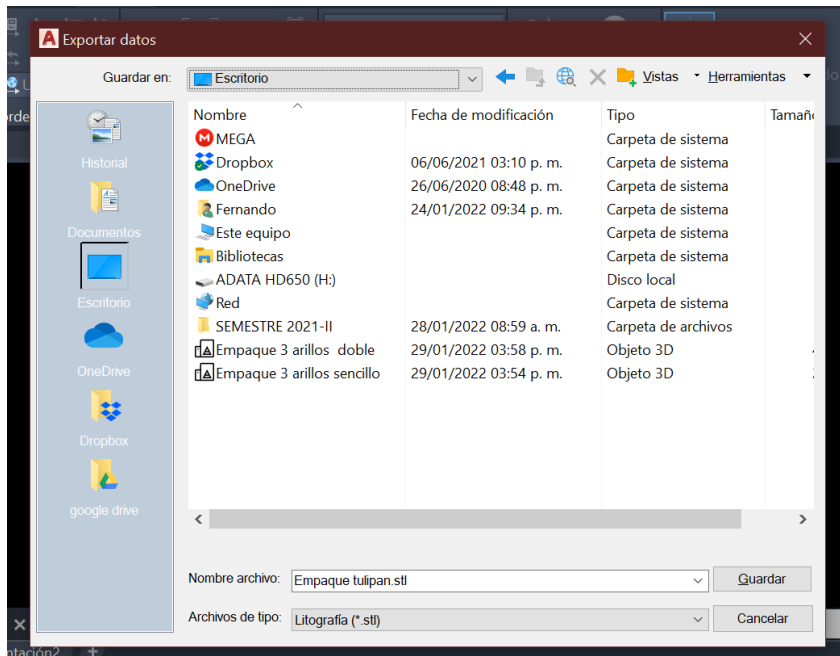 Exportar datos
Guardar en: Escritorio Vistas Herramientas
Nombre Fecha de modificación Tipo Tamañ
MEGA Carpeta de sistema
Dropbox 06/06/2021 03:10 p. m. Carpeta de sistema
OneDrive 26/06/2020 08:48 p. m. Carpeta de sistema
Fernando 24/01/2022 09:34 p. m. Carpeta de sistema
Este equipo Carpeta de sistema
Bibliotecas Carpeta de sistema
ADATA HD650 (H:) Disco local
Red Carpeta de sistema
SEMESTRE 2021-II 28/01/2022 08:59 a. m. Carpeta de archivos
Empaque 3 arillos doble 29/01/2022 03:58 p. m. Objeto 3D
Empaque 3 arillos sencillo 29/01/2022 03:54 p. m. Objeto 3D
Historial
Documentos
Escritorio
OneDrive
Dropbox
google drive
Nombre archivo: Empaque tulipan.stl Guardar
Archivos de tipo: Litografía (*.stl) Cancelar
ntación2 +